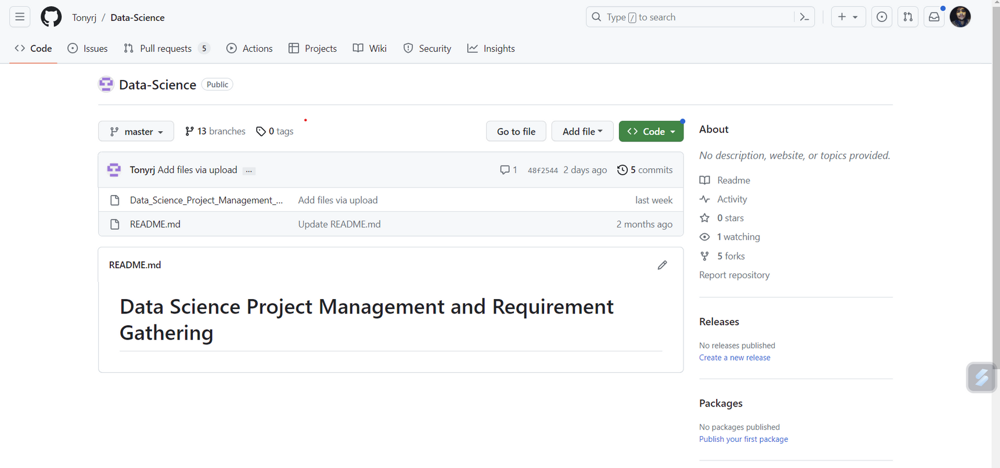 Tonyrj / Data-Science
Type / to search
Code Issues Pull requests 5 Actions Projects Wiki Security Insights
Data-Science Public
master 13 branches 0 tags Go to file Add file Code
Tonyrj Add files via upload ... 1 48f2544 2 days ago 5 commits
Data_Science_Project_Management_... Add files via upload last week
README.md Update README.md 2 months ago
README.md
Data Science Project Management and Requirement
Gathering
About
No description, website, or topics provided.
Readme
Activity
0 stars
1 watching
5 forks
Report repository
Releases
No releases published
Create a new release
Packages
No packages published
Publish your first package